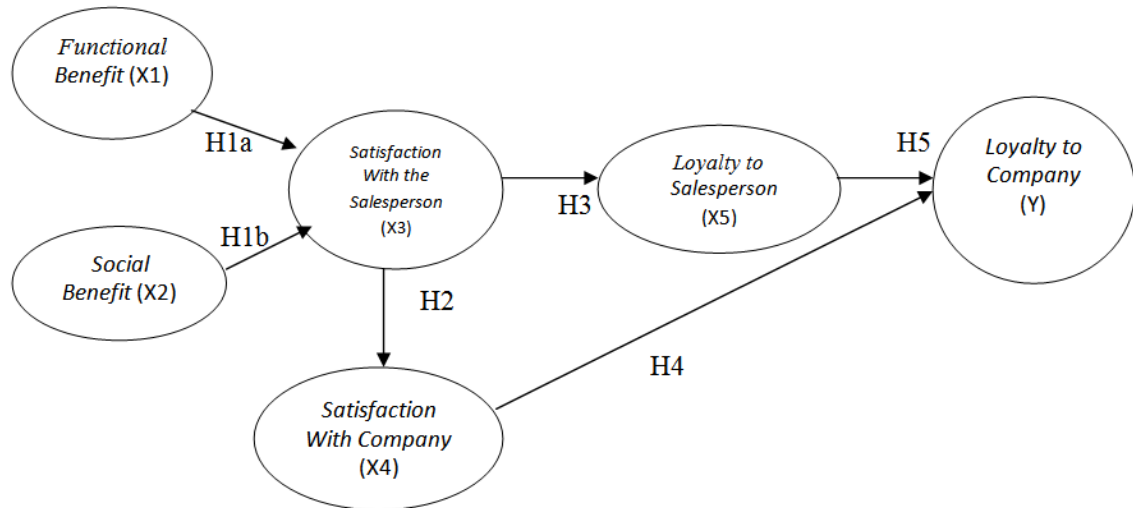 Functional
Benefit (X1)
H1a
Satisfaction
With the
Salesperson
(X3)
H3
Loyalty to
Salesperson
(X5)
H5
Loyalty to
Company
(Y)
H1b
Social
Benefit (X2)
H2
H4
Satisfaction
With Company
(X4)